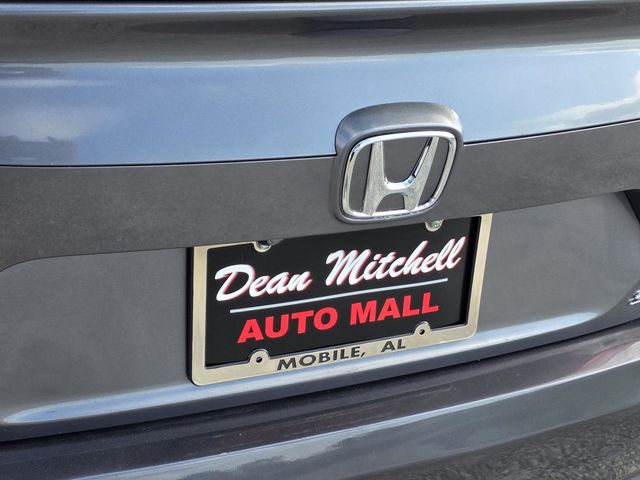 Dean Mitchell
AUTO MALL
MOBILE, AL